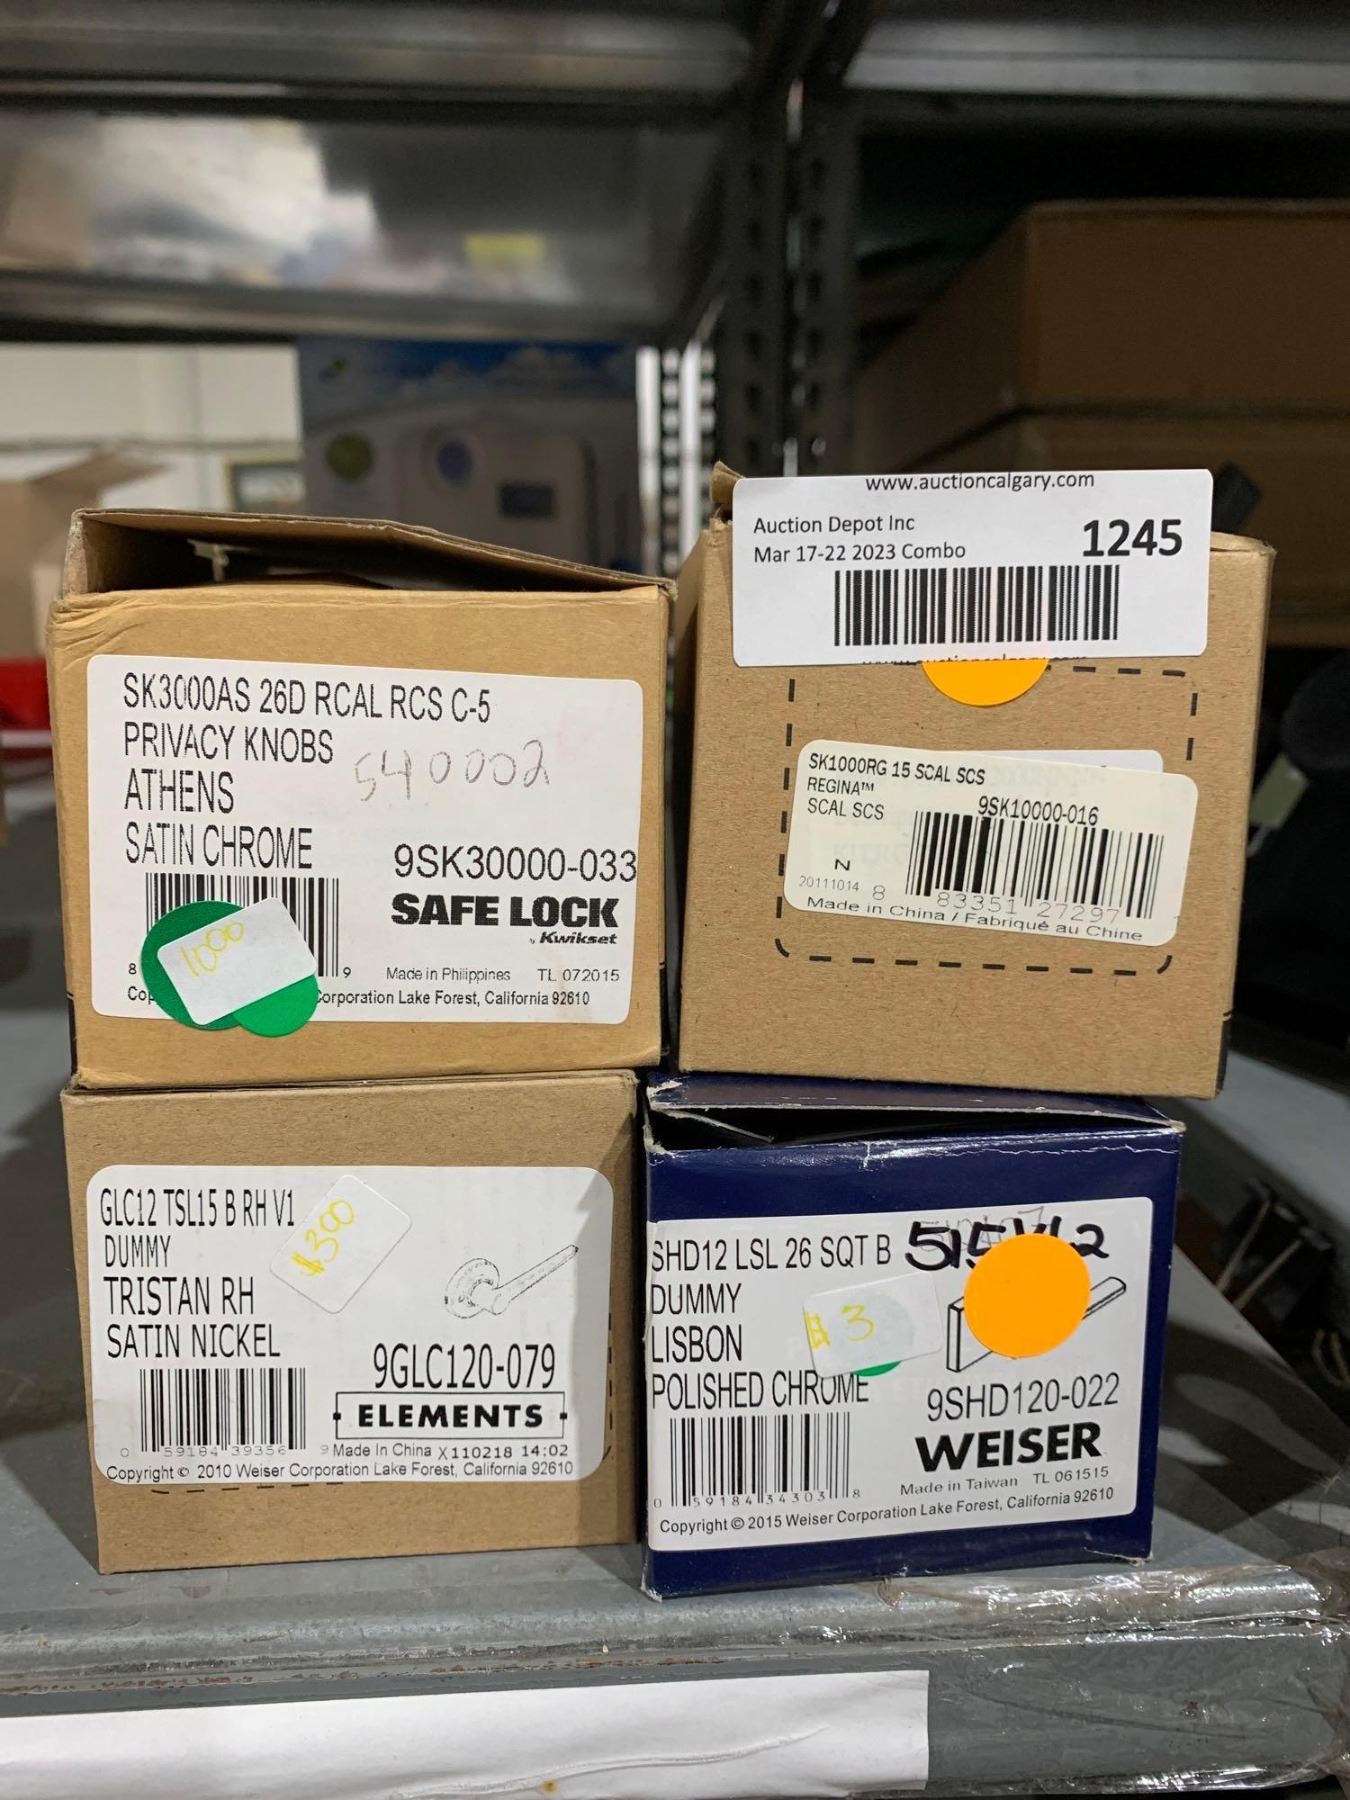 www.auctioncalgary.com
Auction Depot Inc
1245
Mar 17-22 2023 Combo
SK3000AS 26D RCAL RCS C-5
PRIVACY KNOBS
540002
ATHENS
SATIN CHROME
9SK30000-033
SAFE LOCK
by Kwikset
1000
8
9
Made in Philippines TL 072015
Corporation Lake Forest, California 92610
SK1000RG 15 SCAL SCS
REGINA™
SCAL SCS
9SK10000-016
N
20111014
8 83351 27297
Made in China / Fabriqué au Chine
GLC12 TSL15 B RH V1
DUMMY
TRISTAN RH
SATIN NICKEL
$300
9GLC120-079
ELEMENTS
0 59184 39356 9
Made In China X110218 14:02
Copyright © 2010 Weiser Corporation Lake Forest, California 92610
SHD12 LSL 26 SQT B
DUMMY
LISBON
POLISHED CHROME
$3
9SHD120-022
WEISER
Made in Taiwan TL 061515
0 59184 34303 8
Copyright © 2015 Weiser Corporation Lake Forest, California 92610